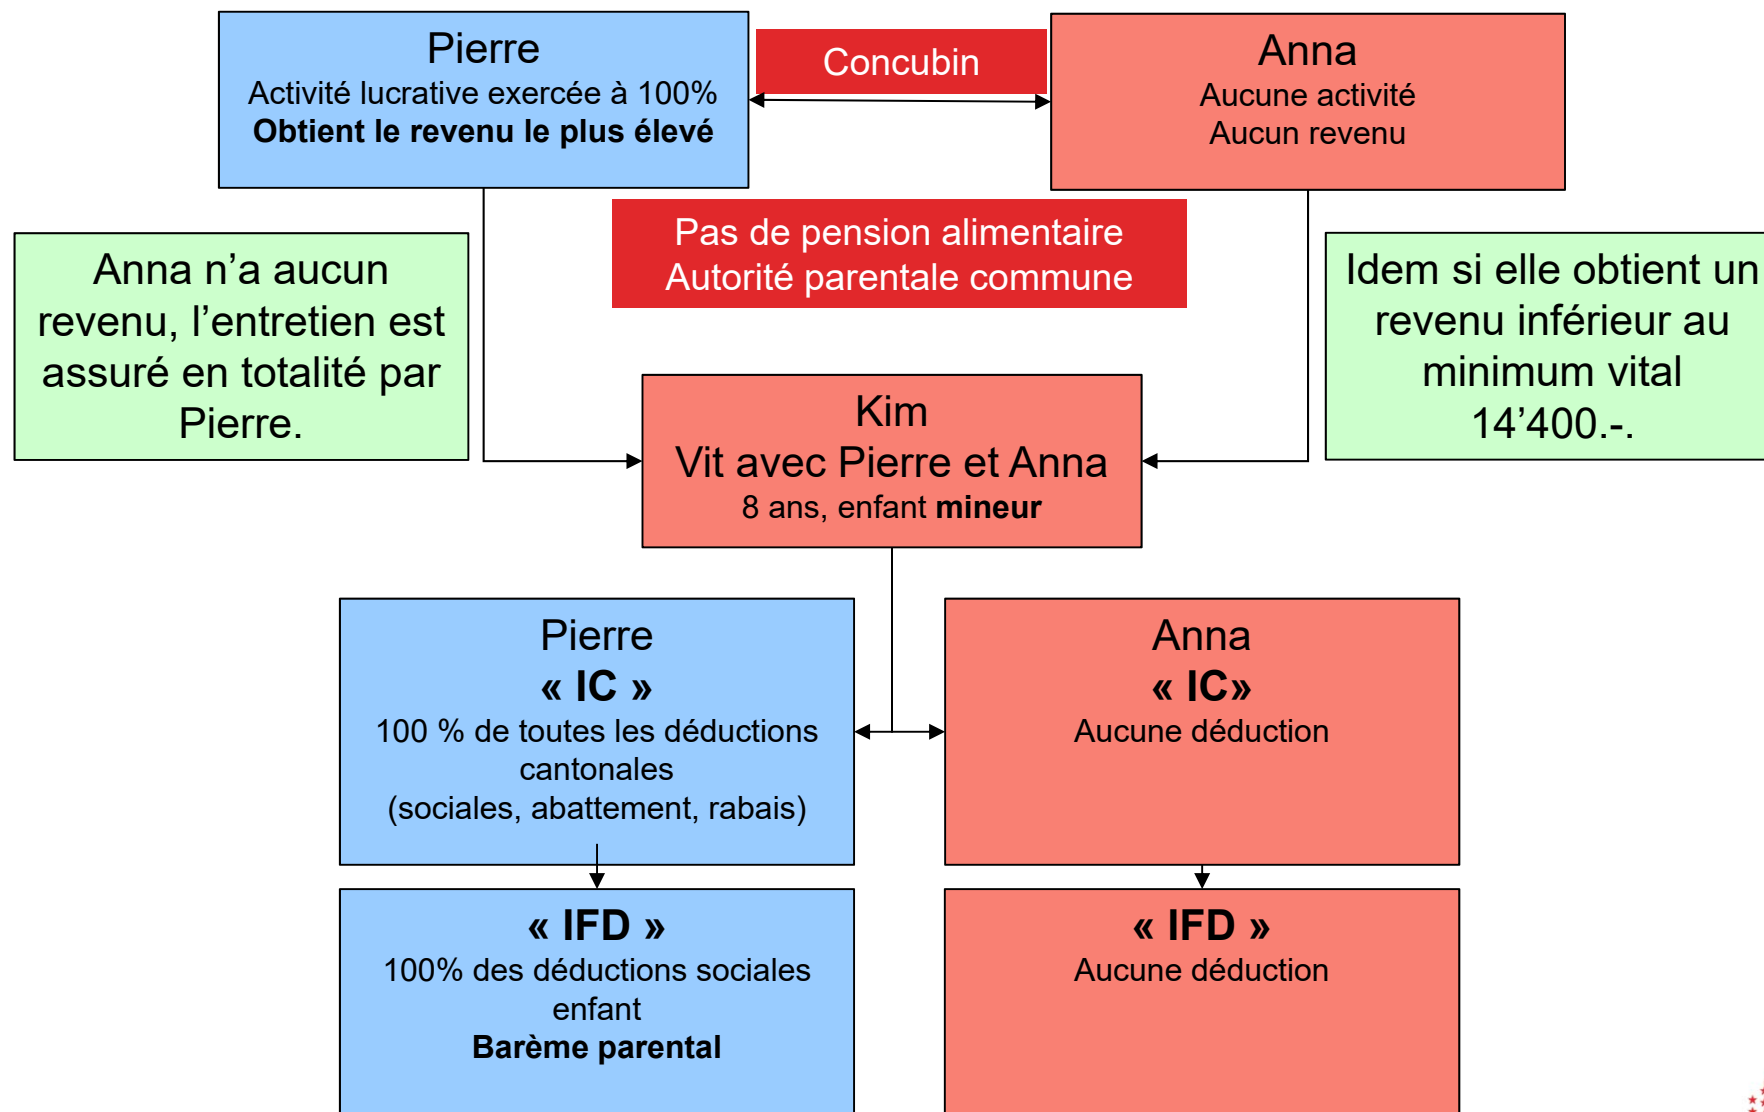 Pierre
Activité lucrative exercée à 100%
Obtient le revenu le plus élevé
Concubin
Anna
Aucune activité
Aucun revenu
Pas de pension alimentaire
Autorité parentale commune
Anna n’a aucun
revenu, l’entretien est
assuré en totalité par
Pierre.
Idem si elle obtient un
revenu inférieur au
minimum vital
14’400.-.
Kim
Vit avec Pierre et Anna
8 ans, enfant mineur
Pierre
« IC »
100 % de toutes les déductions
cantonales
(sociales, abattement, rabais)
Anna
« IC»
Aucune déduction
« IFD »
100% des déductions sociales
enfant
Barème parental
« IFD »
Aucune déduction